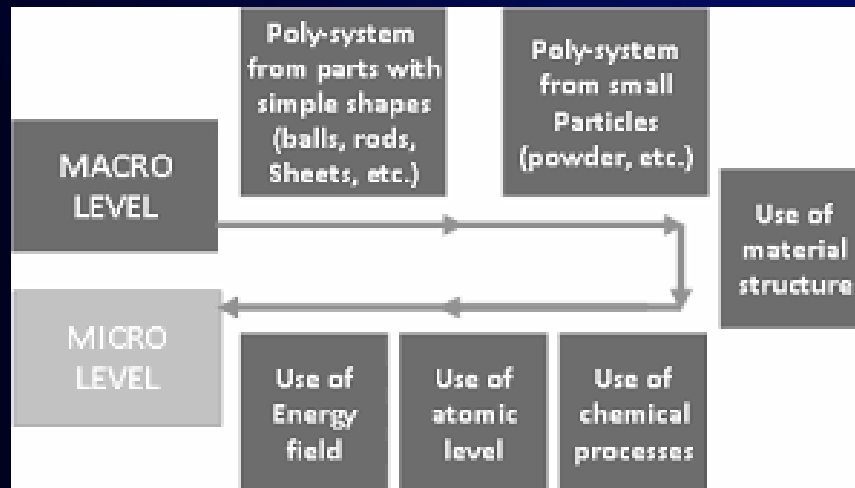 MACRO
LEVEL
Poly-system
from parts with
simple shapes
(balls, rods,
Sheets, etc.)
Poly-system
from small
Particles
(powder, etc.)
Use of
material
structure
Use of
chemical
processes
Use of
atomic
level
Use of
Energy
field
MICRO
LEVEL